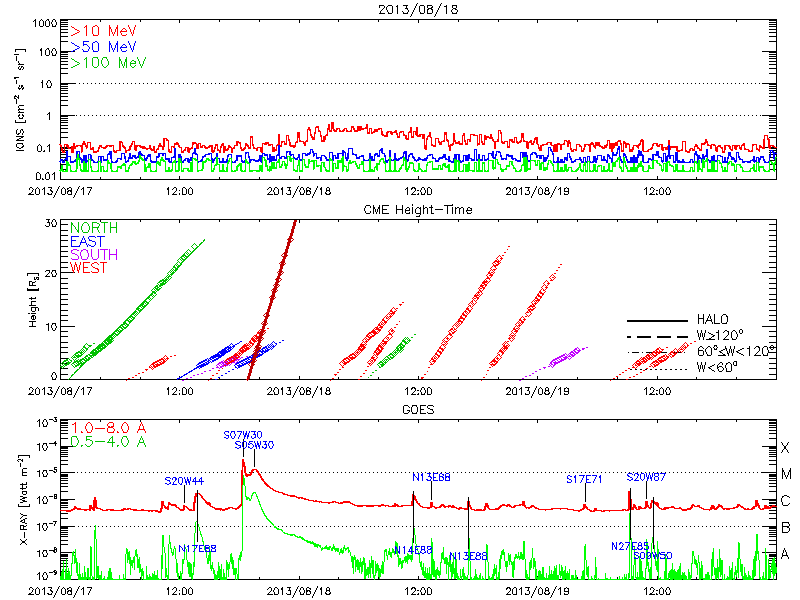 2013/08/18
1000
100
10
1
0.1
0.01
IONS [cm⁻² s⁻¹ sr⁻¹]
>10 MeV
>50 MeV
>100 MeV
2013/08/17 12:00 2013/08/18 12:00 2013/08/19 12:00
CME Height-Time
30
20
10
0
Height [Rs]
NORTH
EAST
SOUTH
WEST
HALO
W≥120°
60°≤W<120°
W<60°
2013/08/17 12:00 2013/08/18 12:00 2013/08/19 12:00
GOES
10⁻³
10⁻⁴
10⁻⁵
10⁻⁶
10⁻⁷
10⁻⁸
10⁻⁹
X-RAY [Watt m⁻²]
1.0-8.0 A
0.5-4.0 A
X
M
C
B
A
S07W30
S05W30
S20W44
N13E88
S17E71
S20W87
N14E88
N13E88
N27E85
2013/08/17 12:00 2013/08/18 12:00 2013/08/19 12:00